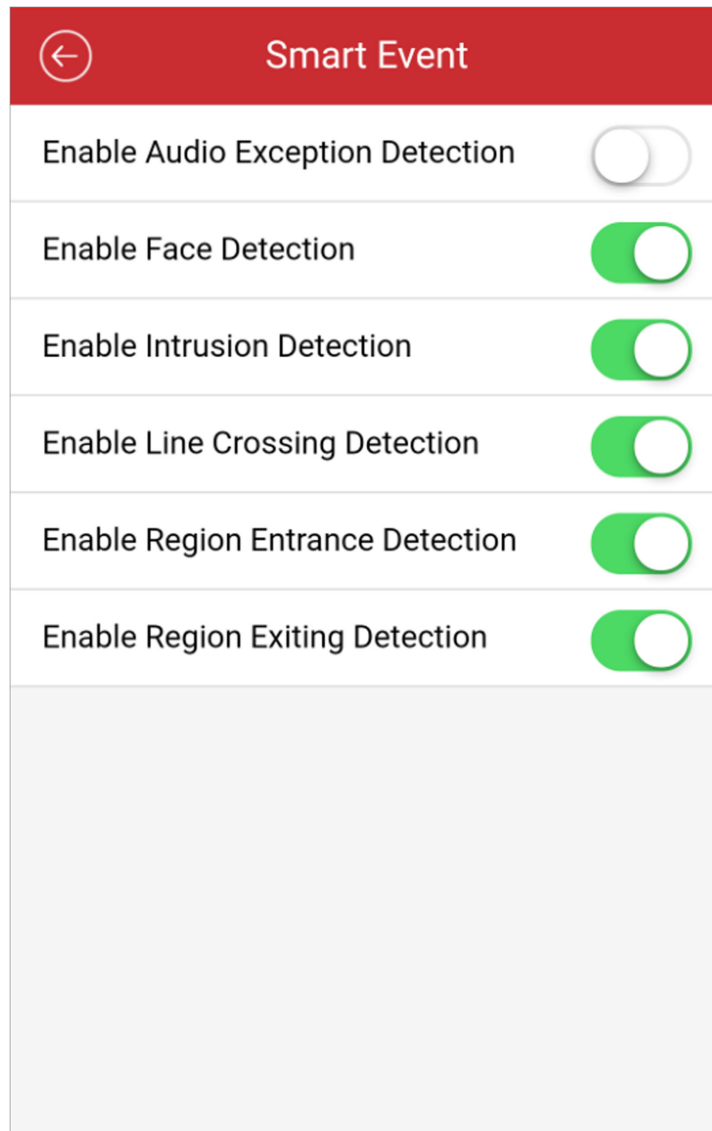 Smart Event
Enable Audio Exception Detection
Enable Face Detection
Enable Intrusion Detection
Enable Line Crossing Detection
Enable Region Entrance Detection
Enable Region Exiting Detection